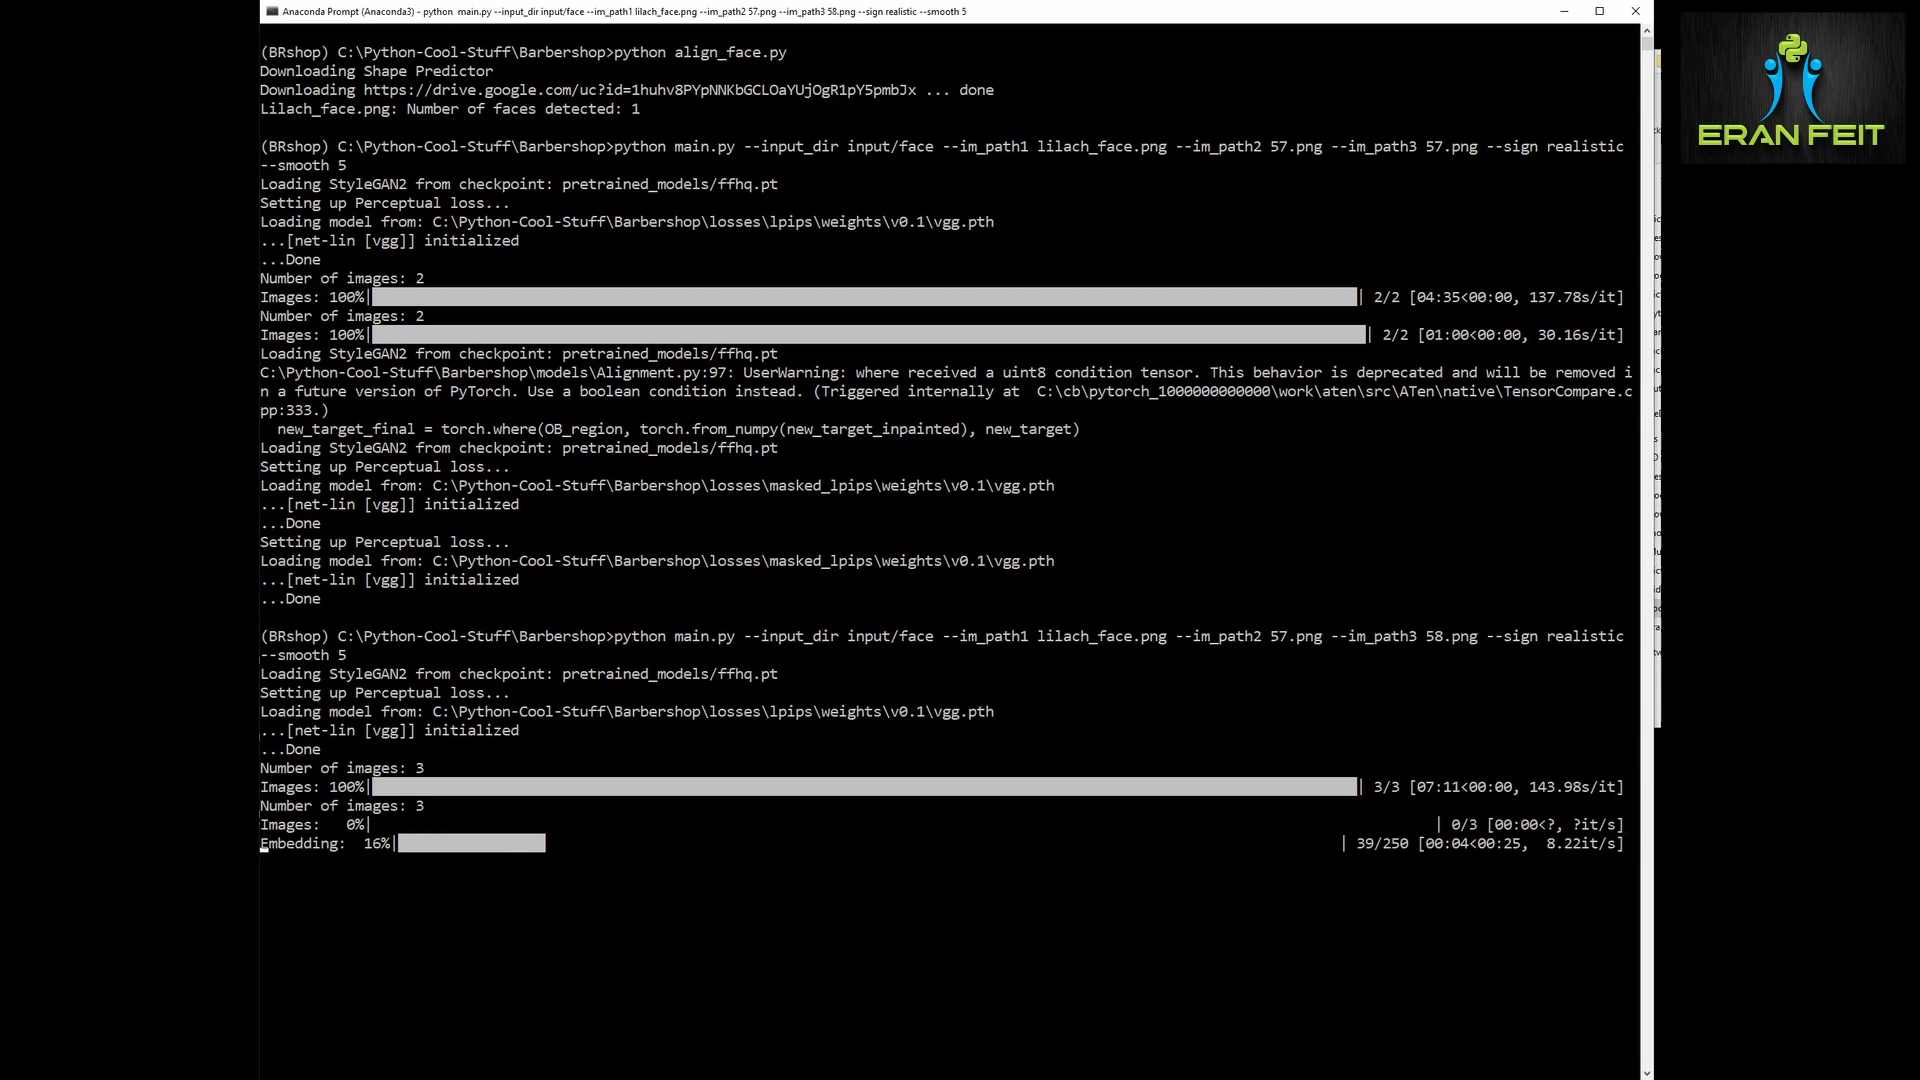 Anaconda Prompt (Anaconda3) - python  main.py --input_dir input/face --im_path1 lilach_face.png --im_path2 57.png --im_path3 58.png --sign realistic --smooth 5
(BRshop) C:\Python-Cool-Stuff\Barbershop>python align_face.py
Downloading Shape Predictor
Downloading https://drive.google.com/uc?id=1huhv8PYpNNKbGCLOaYUjOgR1pY5pmbJx ... done
Lilach_face.png: Number of faces detected: 1
(BRshop) C:\Python-Cool-Stuff\Barbershop>python main.py --input_dir input/face --im_path1 lilach_face.png --im_path2 57.png --im_path3 57.png --sign realistic
--smooth 5
Loading StyleGAN2 from checkpoint: pretrained_models/ffhq.pt
Setting up Perceptual loss...
Loading model from: C:\Python-Cool-Stuff\Barbershop\losses\lpips\weights\v0.1\vgg.pth
...[net-lin [vgg]] initialized
...Done
Number of images: 2
Images: 100%| | 2/2 [04:35<00:00, 137.78s/it]
Number of images: 2
Images: 100%| | 2/2 [01:00<00:00, 30.16s/it]
Loading StyleGAN2 from checkpoint: pretrained_models/ffhq.pt
C:\Python-Cool-Stuff\Barbershop\models\Alignment.py:97: UserWarning: where received a uint8 condition tensor. This behavior is deprecated and will be removed i
n a future version of PyTorch. Use a boolean condition instead. (Triggered internally at  C:\cb\pytorch_1000000000000\work\aten\src\ATen\native\TensorCompare.c
pp:333.)
new_target_final = torch.where(OB_region, torch.from_numpy(new_target_inpainted), new_target)
Loading StyleGAN2 from checkpoint: pretrained_models/ffhq.pt
Setting up Perceptual loss...
Loading model from: C:\Python-Cool-Stuff\Barbershop\losses\masked_lpips\weights\v0.1\vgg.pth
...[net-lin [vgg]] initialized
...Done
Setting up Perceptual loss...
Loading model from: C:\Python-Cool-Stuff\Barbershop\losses\masked_lpips\weights\v0.1\vgg.pth
...[net-lin [vgg]] initialized
...Done
(BRshop) C:\Python-Cool-Stuff\Barbershop>python main.py --input_dir input/face --im_path1 lilach_face.png --im_path2 57.png --im_path3 58.png --sign realistic
--smooth 5
Loading StyleGAN2 from checkpoint: pretrained_models/ffhq.pt
Setting up Perceptual loss...
Loading model from: C:\Python-Cool-Stuff\Barbershop\losses\lpips\weights\v0.1\vgg.pth
...[net-lin [vgg]] initialized
...Done
Number of images: 3
Images: 100%| | 3/3 [07:11<00:00, 143.98s/it]
Number of images: 3
Images:   0%| | 0/3 [00:00<?, ?it/s]
Embedding:  16%| | 39/250 [00:04<00:25,  8.22it/s]
ERAN FEIT